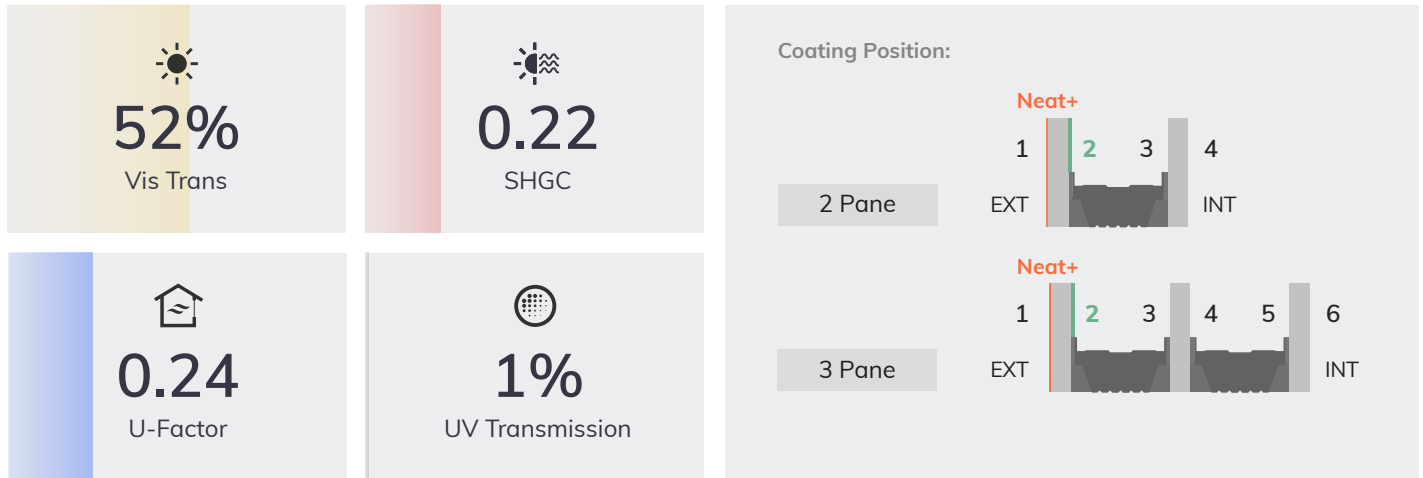 52%
Vis Trans
0.22
SHGC
0.24
U-Factor
1%
UV Transmission
Coating Position:
Neat+
1 2 3 4
2 Pane
EXT INT
Neat+
1 2 3 4 5 6
3 Pane
EXT INT